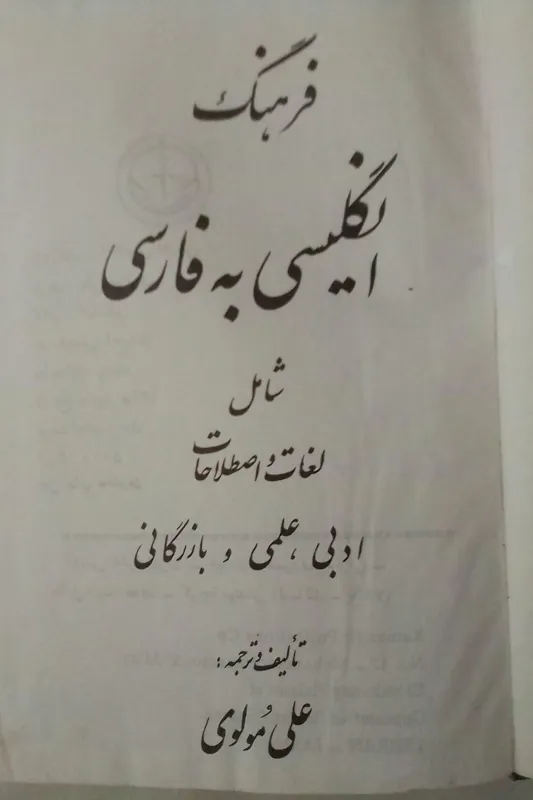 فرهنگ
انگلیسی به فارسی
شامل
لغات و اصطلاحات
ادبی، علمی و بازرگانی
تألیف و ترجمه:
علی مولوی